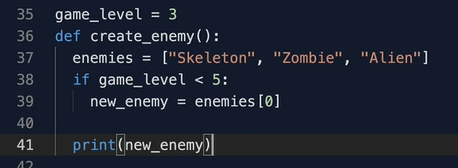 35 game_level = 3
36 def create_enemy():
37   enemies = ["Skeleton", "Zombie", "Alien"]
38   if game_level < 5:
39     new_enemy = enemies[0]
40
41   print(new_enemy)
42